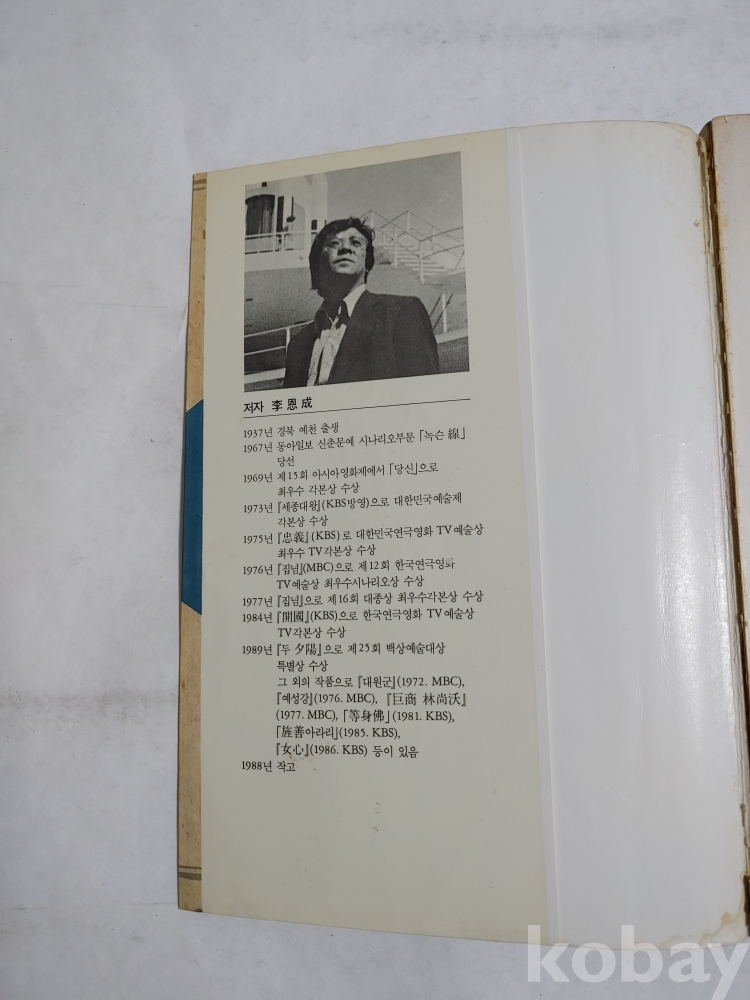 저자 李恩成
1937년 경북 예천 출생
1967년 동아일보 신춘문예 시나리오부문 「녹슨 線」
당선
1969년 제15회 아시아영화제에서 「당신」으로
최우수 각본상 수상
1973년 『세종대왕』(KBS방영)으로 대한민국예술제
각본상 수상
1975년 『忠義』(KBS)로 대한민국연극영화 TV예술상
최우수 TV각본상 수상
1976년 『집념』(MBC)으로 제12회 한국연극영화
TV예술상 최우수시나리오상 수상
1977년 『집념』으로 제16회 대종상 최우수각본상 수상
1984년 『開國』(KBS)으로 한국연극영화 TV예술상
TV각본상 수상
1989년 『두 夕陽』으로 제25회 백상예술대상
특별상 수상
그 외의 작품으로 『대원군』(1972. MBC),
『예성강』(1976. MBC), 『巨商 林尚沃』
(1977. MBC), 「等身佛」(1981. KBS),
「旌善아라리」(1985. KBS),
『女心』(1986. KBS) 등이 있음
1988년 작고
kobay